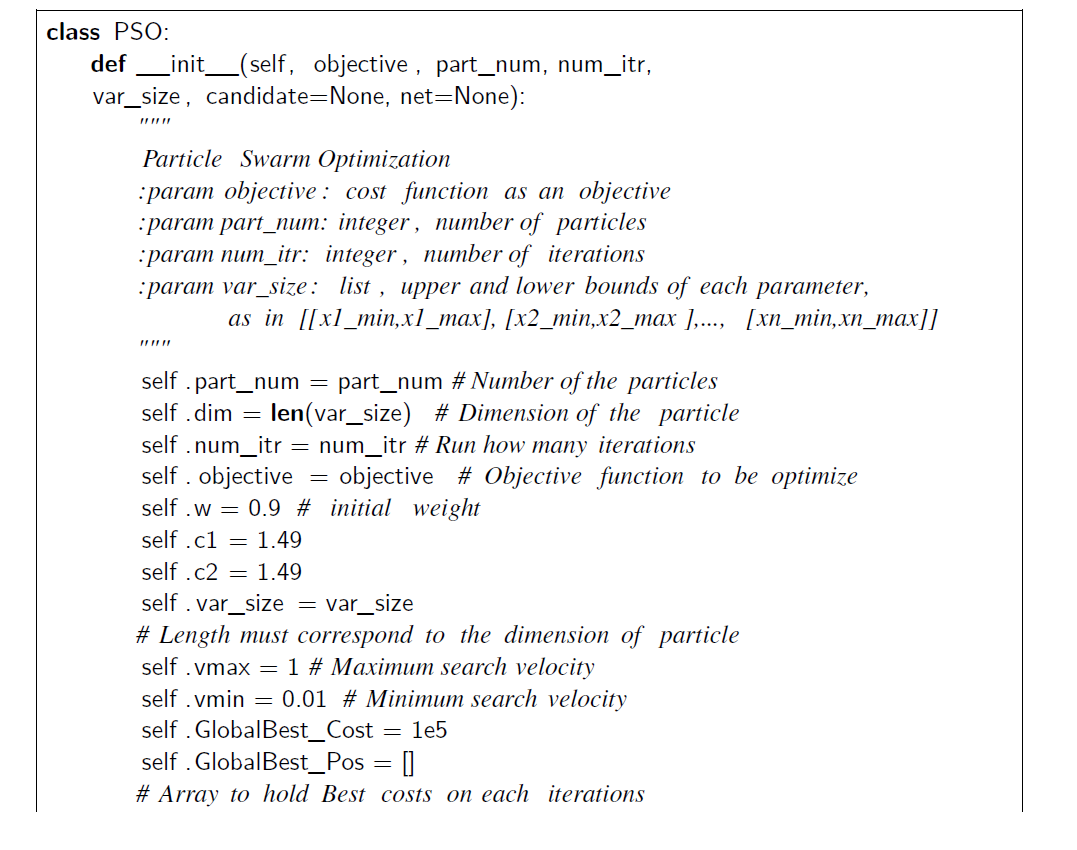 class PSO:
def __init__(self, objective, part_num, num_itr,
var_size, candidate=None, net=None):
"""
Particle Swarm Optimization
:param objective: cost function as an objective
:param part_num: integer, number of particles
:param num_itr: integer, number of iterations
:param var_size: list, upper and lower bounds of each parameter,
as in [[x1_min,x1_max], [x2_min,x2_max],..., [xn_min,xn_max]]
"""
self.part_num = part_num # Number of the particles
self.dim = len(var_size) # Dimension of the particle
self.num_itr = num_itr # Run how many iterations
self.objective = objective # Objective function to be optimize
self.w = 0.9 # initial weight
self.c1 = 1.49
self.c2 = 1.49
self.var_size = var_size
# Length must correspond to the dimension of particle
self.vmax = 1 # Maximum search velocity
self.vmin = 0.01 # Minimum search velocity
self.GlobalBest_Cost = 1e5
self.GlobalBest_Pos = []
# Array to hold Best costs on each iterations